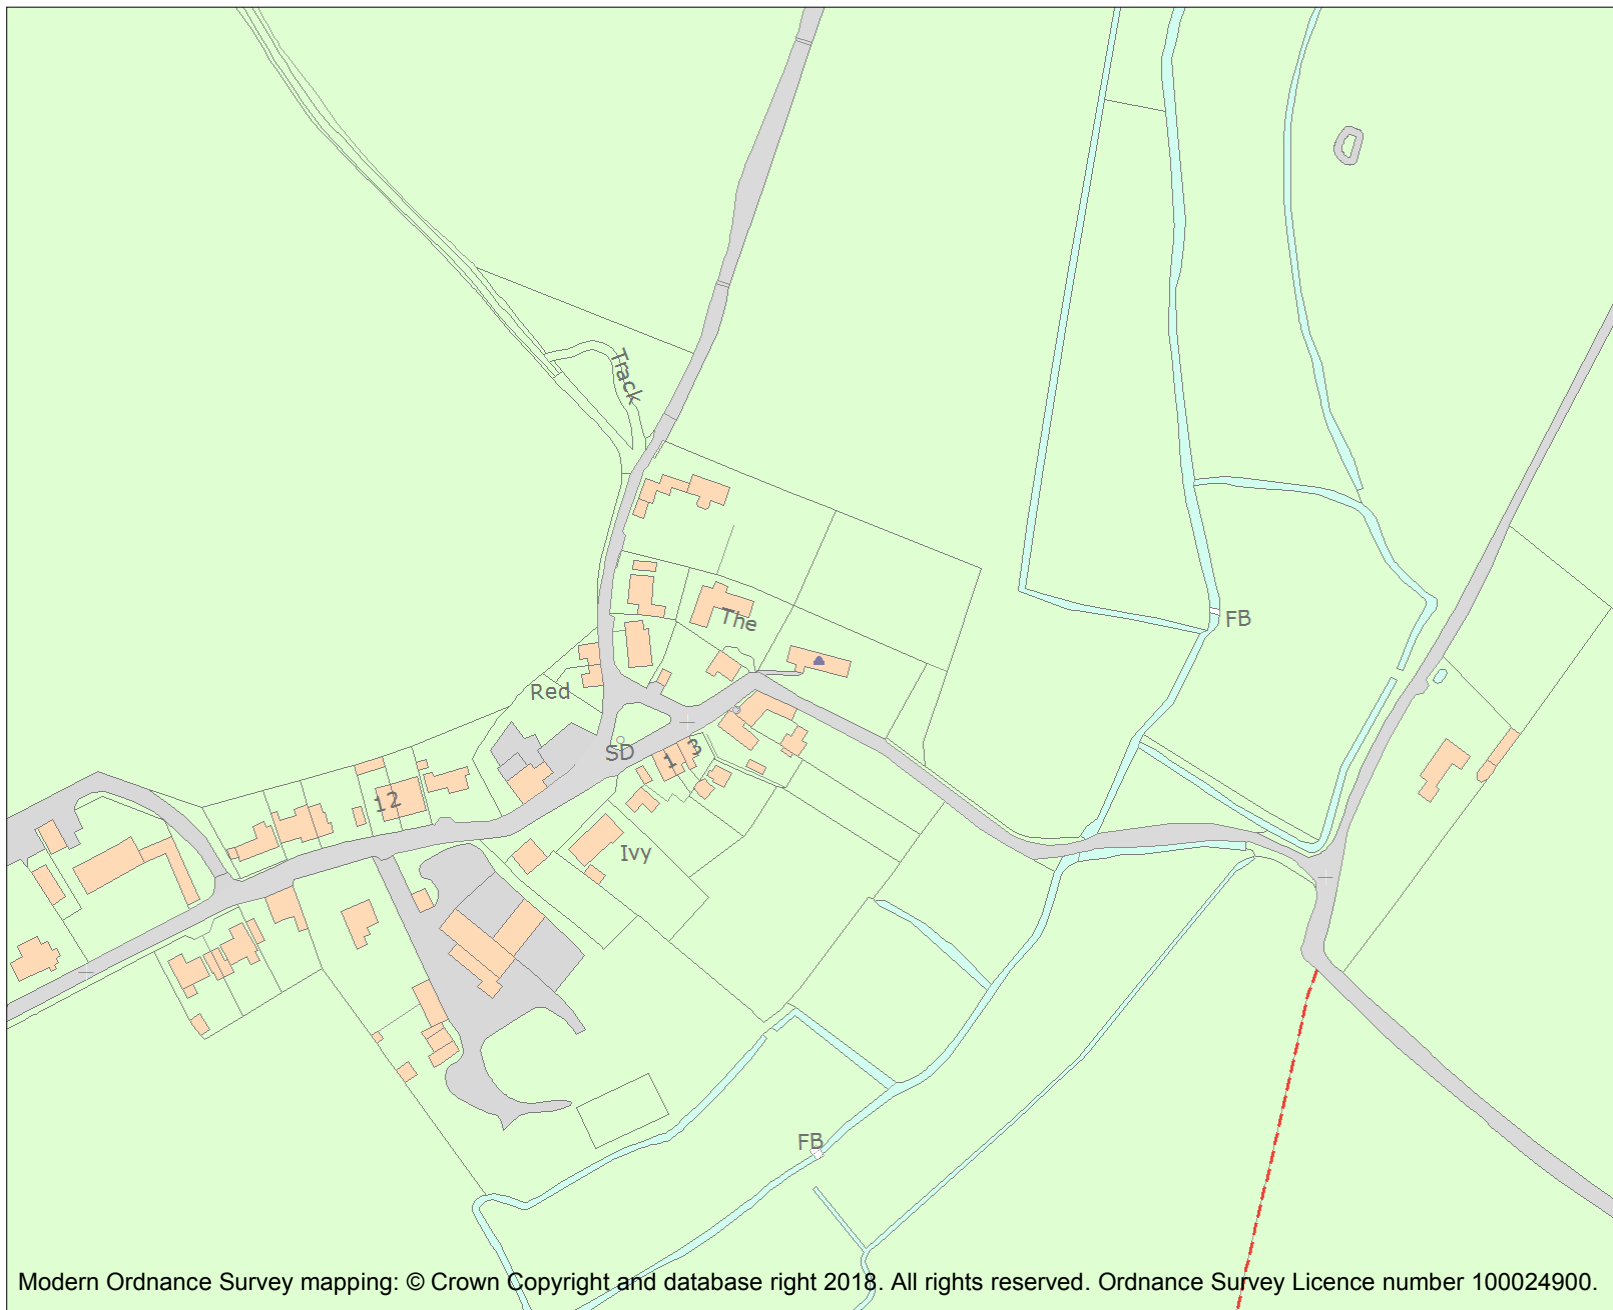 Track
FB
The
Red
SD
1
3
12
Ivy
FB
Modern Ordnance Survey mapping: © Crown Copyright and database right 2018. All rights reserved. Ordnance Survey Licence number 100024900.